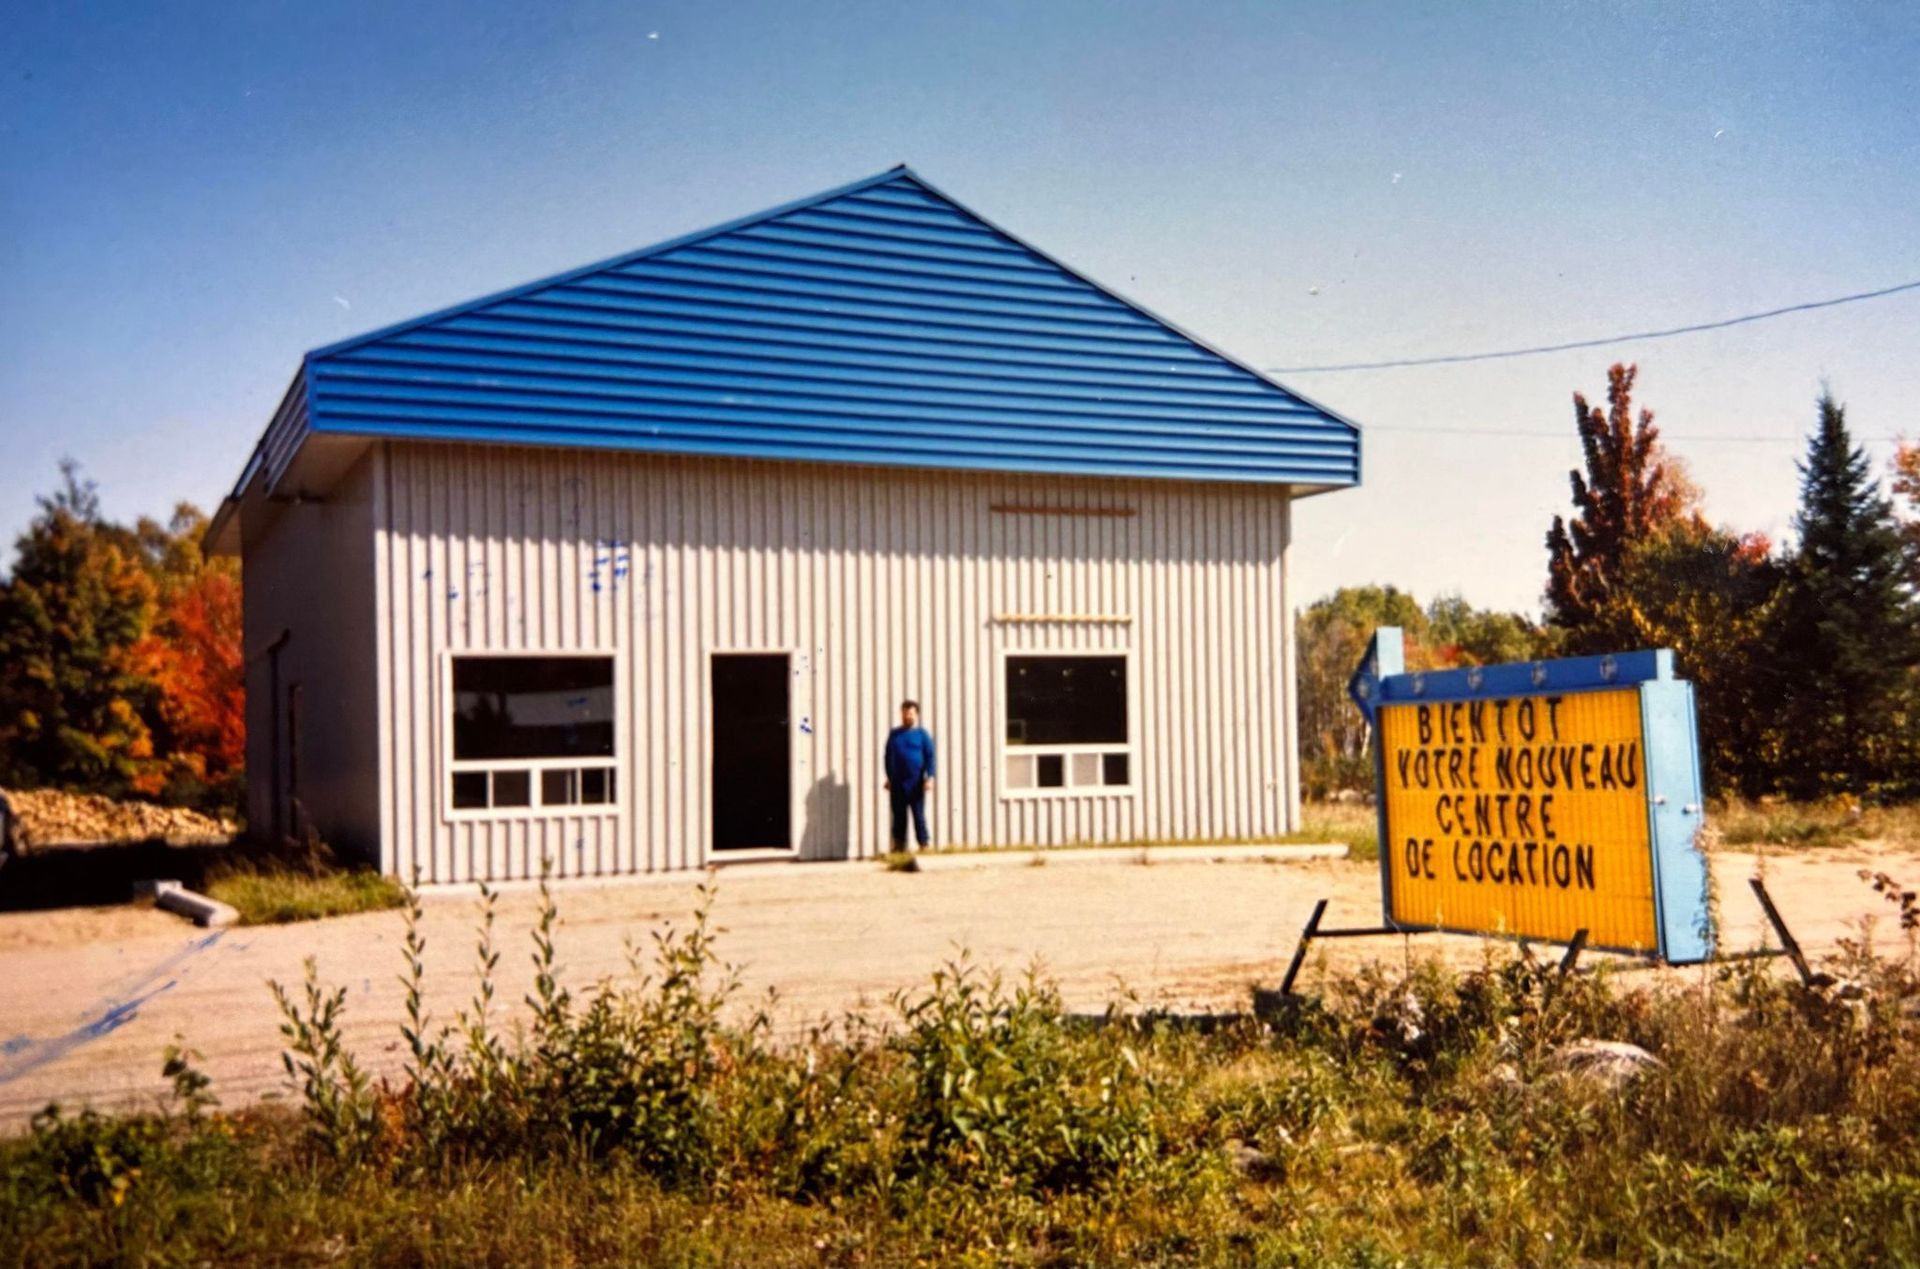 BIENTOT
VOTRE NOUVEAU
CENTRE
DE LOCATION